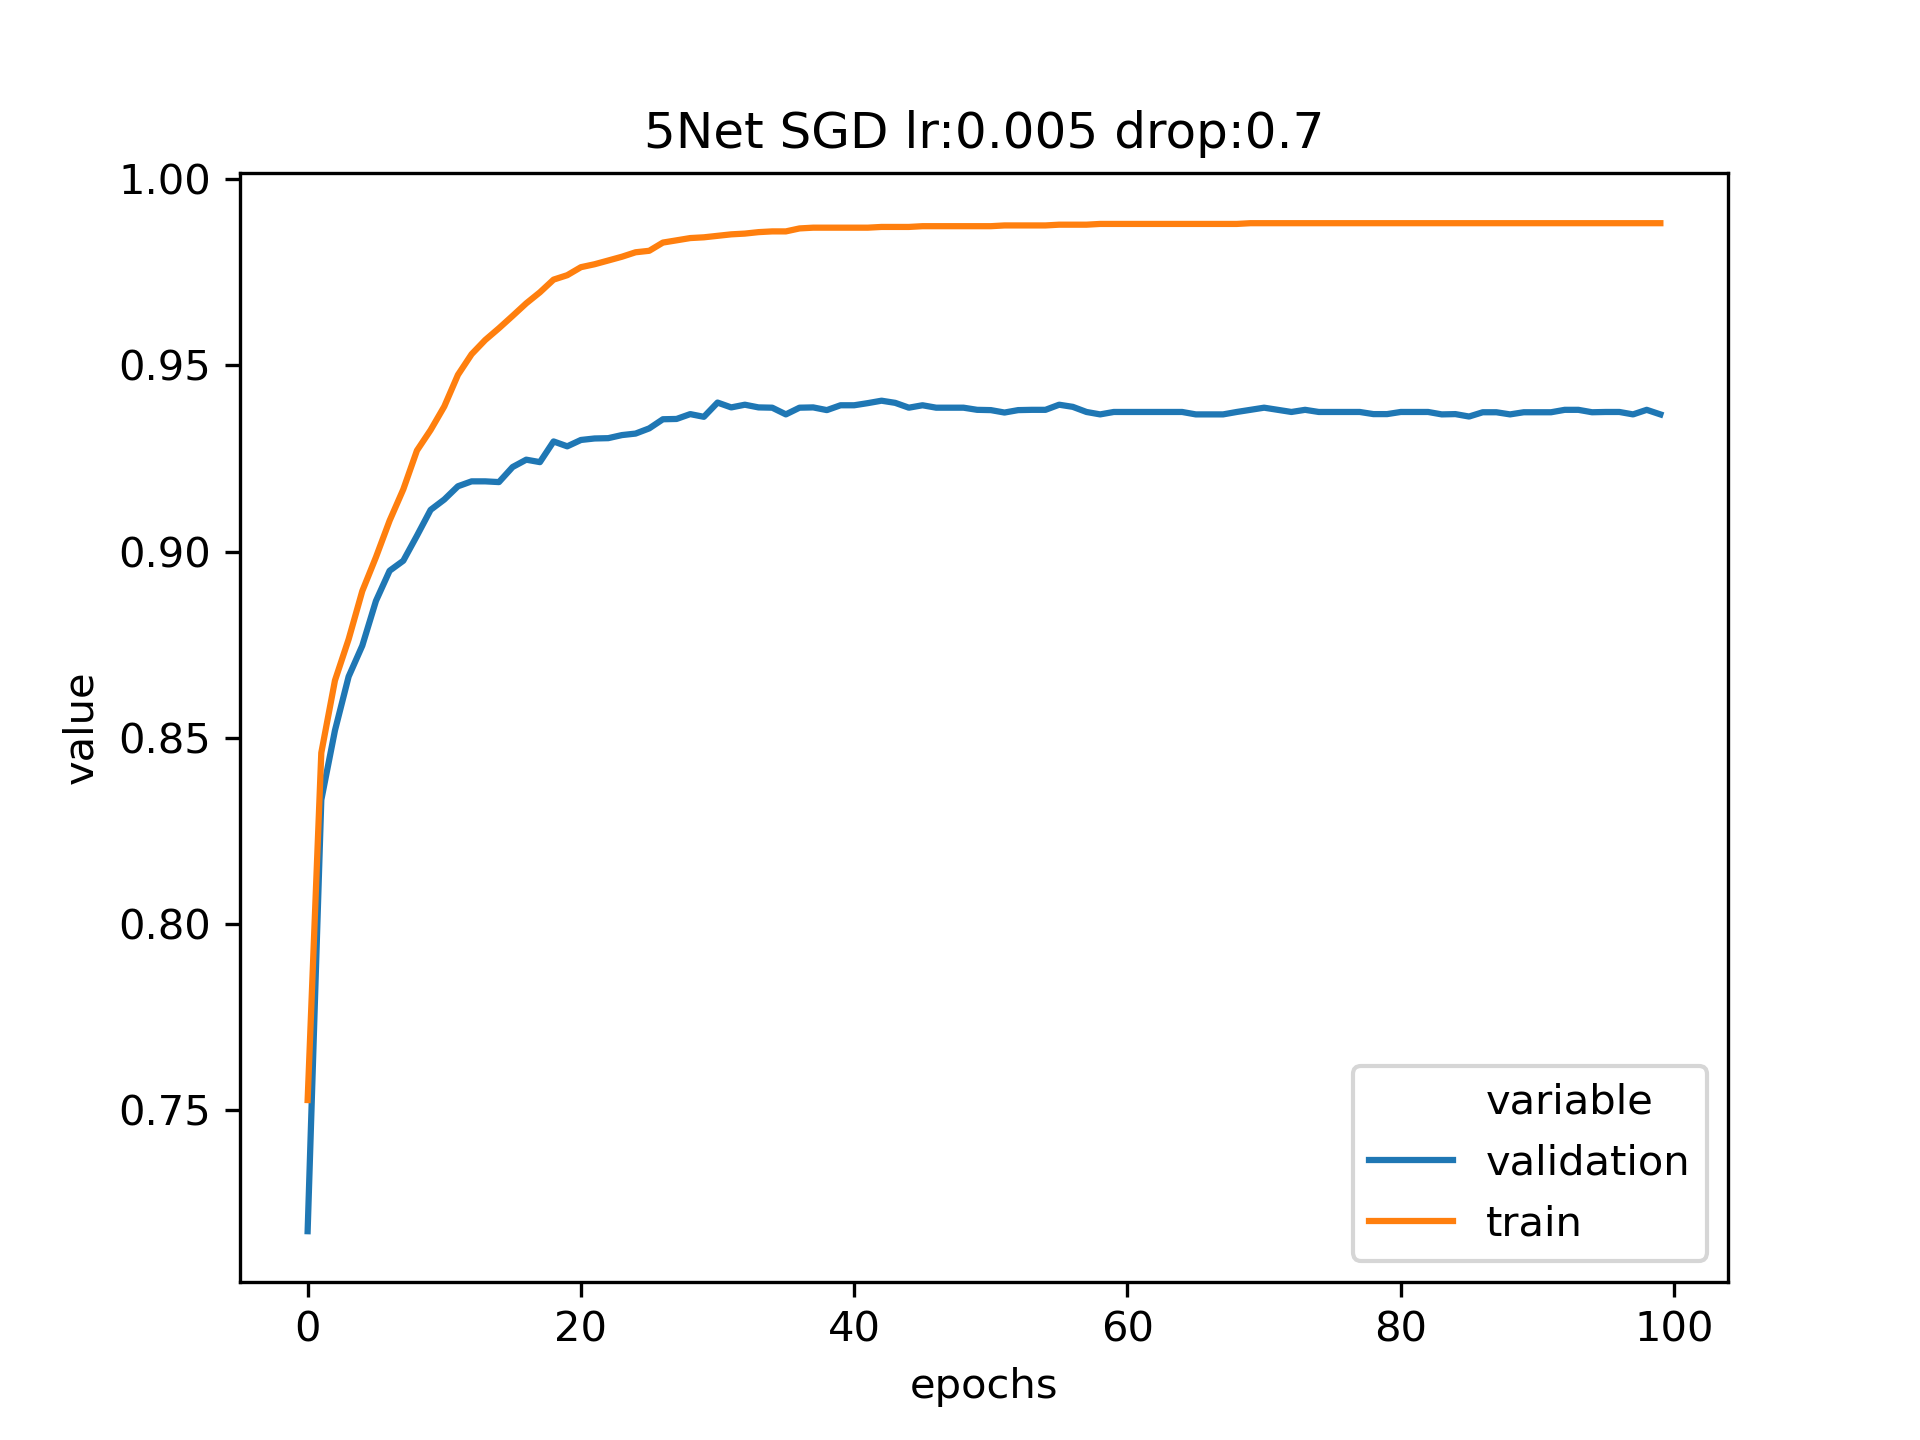 5Net SGD lr:0.005 drop:0.7
1.00
0.95
0.90
0.85
0.80
0.75
value
variable
validation
train
0 20 40 60 80 100
epochs